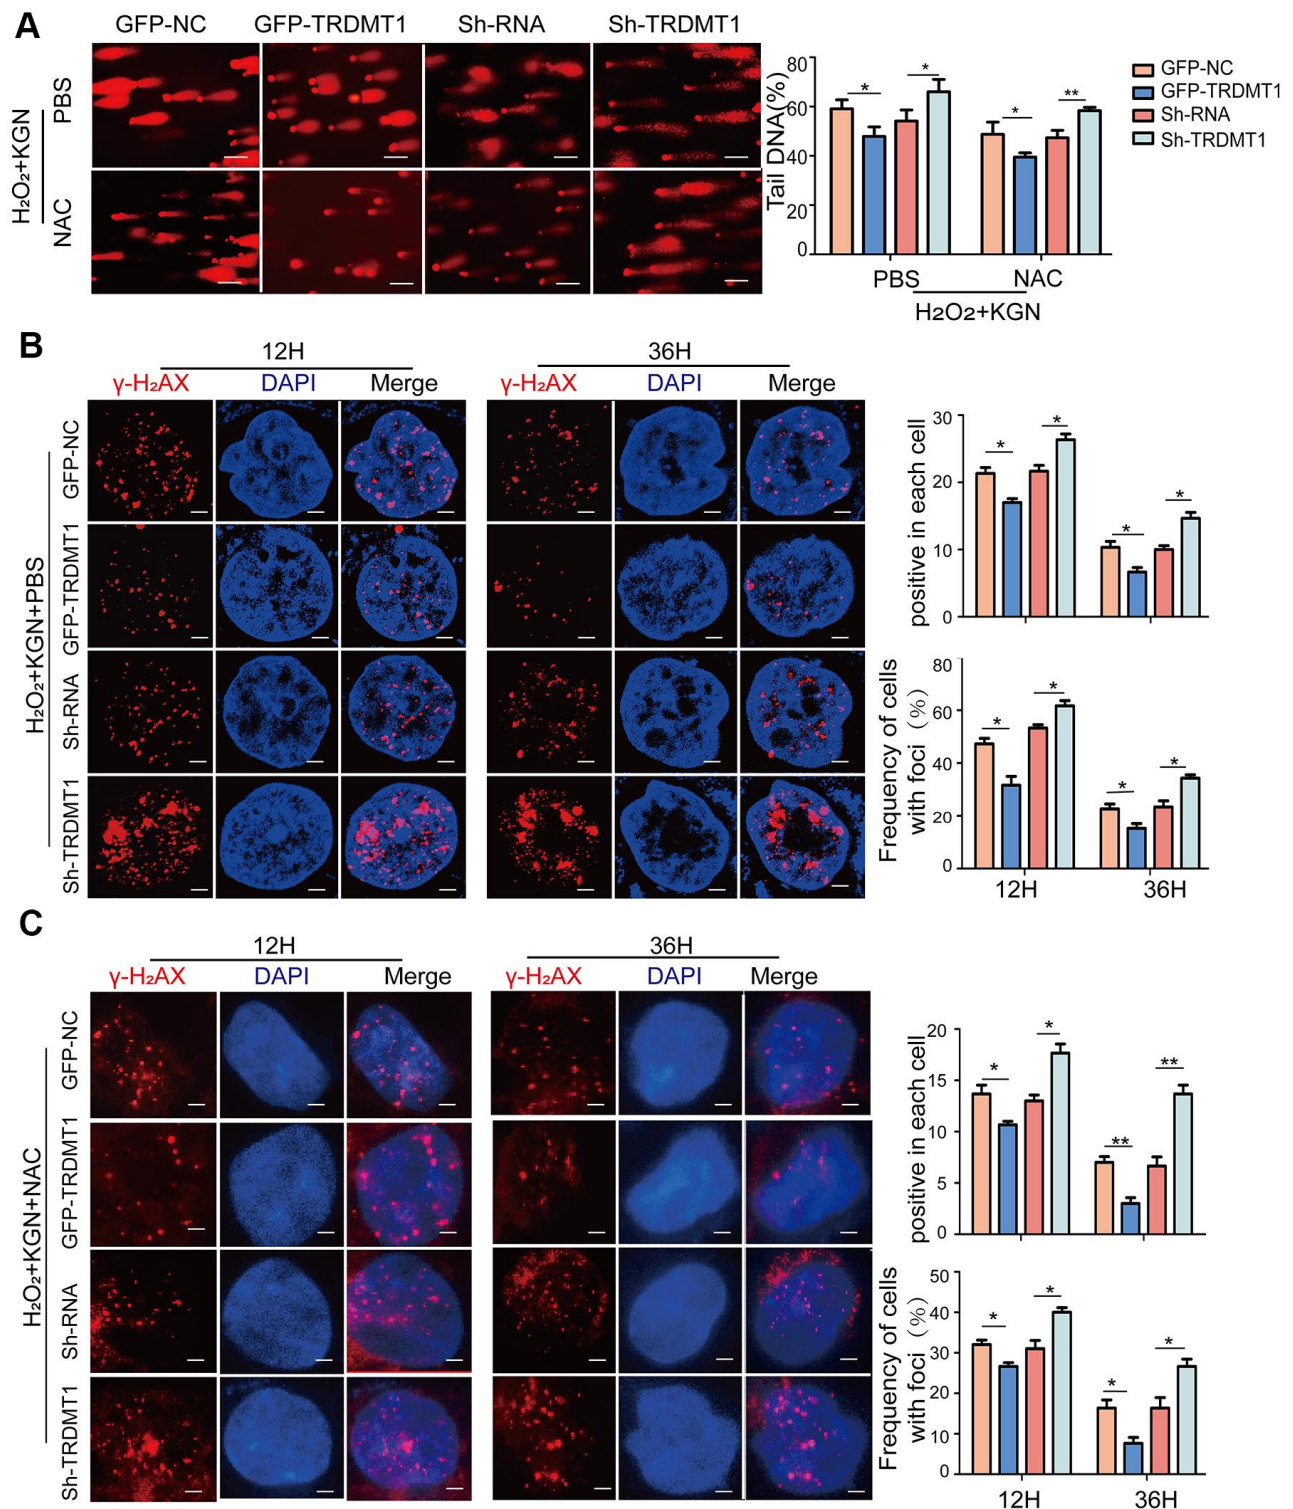 A
GFP-NC GFP-TRDMT1 Sh-RNA Sh-TRDMT1
H₂O₂+KGN
PBS
NAC
Tail DNA(%)
80
60
40
20
0
* * * **
PBS NAC
H₂O₂+KGN
GFP-NC
GFP-TRDMT1
Sh-RNA
Sh-TRDMT1
B
12H 36H
γ-H₂AX DAPI Merge γ-H₂AX DAPI Merge
H₂O₂+KGN+PBS
GFP-NC
GFP-TRDMT1
Sh-RNA
Sh-TRDMT1
positive in each cell
30
20
10
0
* * * *
Frequency of cells
with foci (%)
80
60
40
20
0
* * * *
12H 36H
C
12H 36H
γ-H₂AX DAPI Merge γ-H₂AX DAPI Merge
H₂O₂+KGN+NAC
GFP-NC
GFP-TRDMT1
Sh-RNA
Sh-TRDMT1
positive in each cell
20
15
10
5
0
* * ** **
Frequency of cells
with foci (%)
50
40
30
20
10
0
* * * *
12H 36H